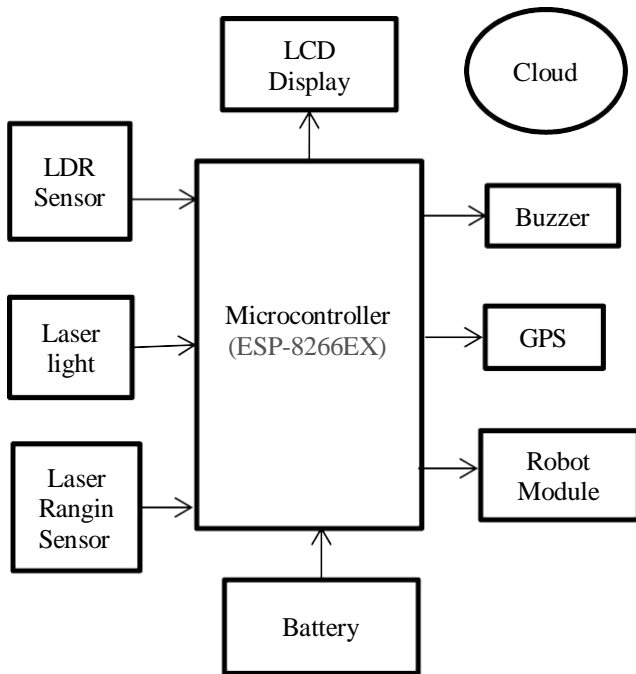 LCD
Display
Cloud
LDR
Sensor
Buzzer
Microcontroller
(ESP-8266EX)
Laser
light
GPS
Laser
Rangin
Sensor
Robot
Module
Battery